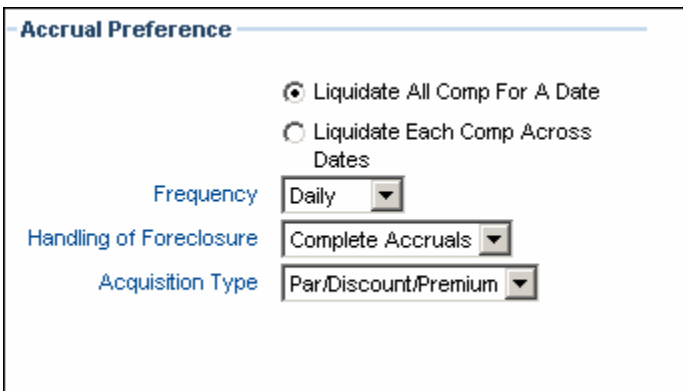 Accrual Preference
Liquidate All Comp For A Date
Liquidate Each Comp Across
Dates
Frequency Daily
Handling of Foreclosure Complete Accruals
Acquisition Type Par/Discount/Premium